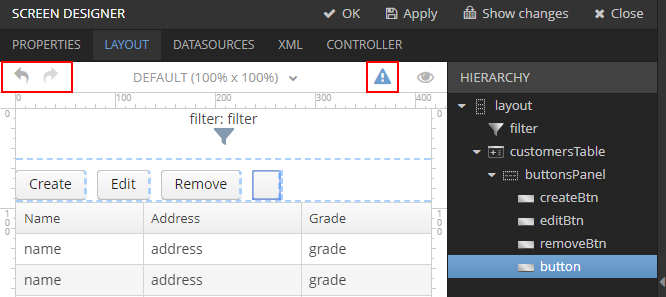 SCREEN DESIGNER
OK
Apply
Show changes
Close
PROPERTIES
LAYOUT
DATASOURCES
XML
CONTROLLER
DEFAULT (100% x 100%)
0 100 200 300 400
0
100
filter: filter
Create
Edit
Remove
Name Address Grade
name address grade
name address grade
HIERARCHY
layout
filter
customersTable
buttonsPanel
createBtn
editBtn
removeBtn
button